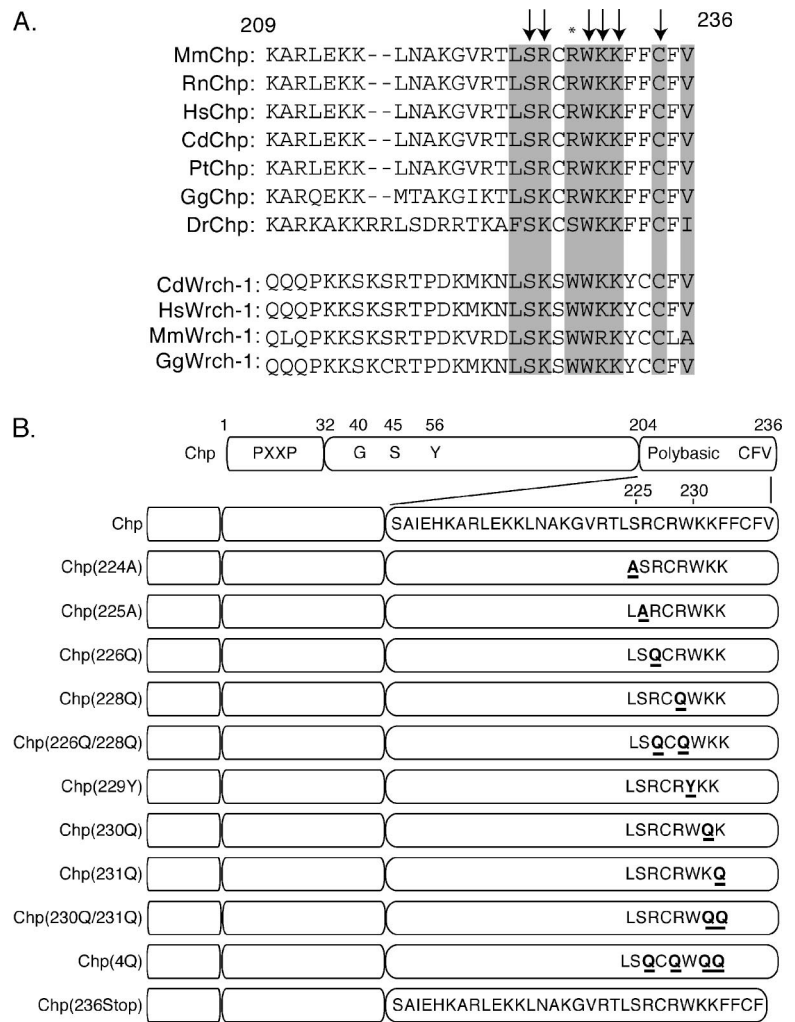 A.
209 236
*
MmChp: KARLEKK--LNAKGVRTLSRCRWKKFFCFV
RnChp: KARLEKK--LNAKGVRTLSRCRWKKFFCFV
HsChp: KARLEKK--LNAKGVRTLSRCRWKKFFCFV
CdChp: KARLEKK--LNAKGVRTLSRCRWKKFFCFV
PtChp: KARLEKK--LNAKGVRTLSRCRWKKFFCFV
GgChp: KARQEKK--MTAKGIKTLSKCRWKKFFCFV
DrChp: KARKAKKRRLSDRRTKAFSKCSWKKFFCFI
CdWrch-1: QQQPKKSKSRTPDKMKNLSKSWWKKYCCFV
HsWrch-1: QQQPKKSKSRTPDKMKNLSKSWWKKYCCFV
MmWrch-1: QLQPKKSKSRTPDKVRDLSKSWWRKYCCLA
GgWrch-1: QQQPKKSKCRTPDKMKNLSKSWWKKYCCFV
B.
1 32 40 45 56 204 236
Chp PXXP G S Y Polybasic CFV
225 230
Chp SAIEHKARLEKKLNAKGVRTLSRCRWKKFFCFV
Chp(224A) ASRCRWKK
Chp(225A) LARCRWKK
Chp(226Q) LSQCRWKK
Chp(228Q) LSRCQWKK
Chp(226Q/228Q) LSQCQWKK
Chp(229Y) LSRCRYKK
Chp(230Q) LSRCRWQK
Chp(231Q) LSRCRWKQ
Chp(230Q/231Q) LSRCRWQQ
Chp(4Q) LSQCQWQQ
Chp(236Stop) SAIEHKARLEKKLNAKGVRTLSRCRWKKFFCF